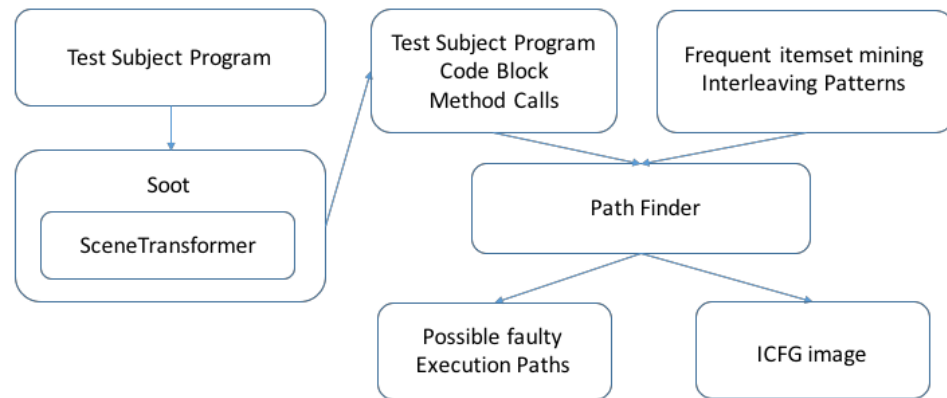 Test Subject Program
Soot
SceneTransformer
Test Subject Program
Code Block
Method Calls
Frequent itemset mining
Interleaving Patterns
Path Finder
Possible faulty
Execution Paths
ICFG image